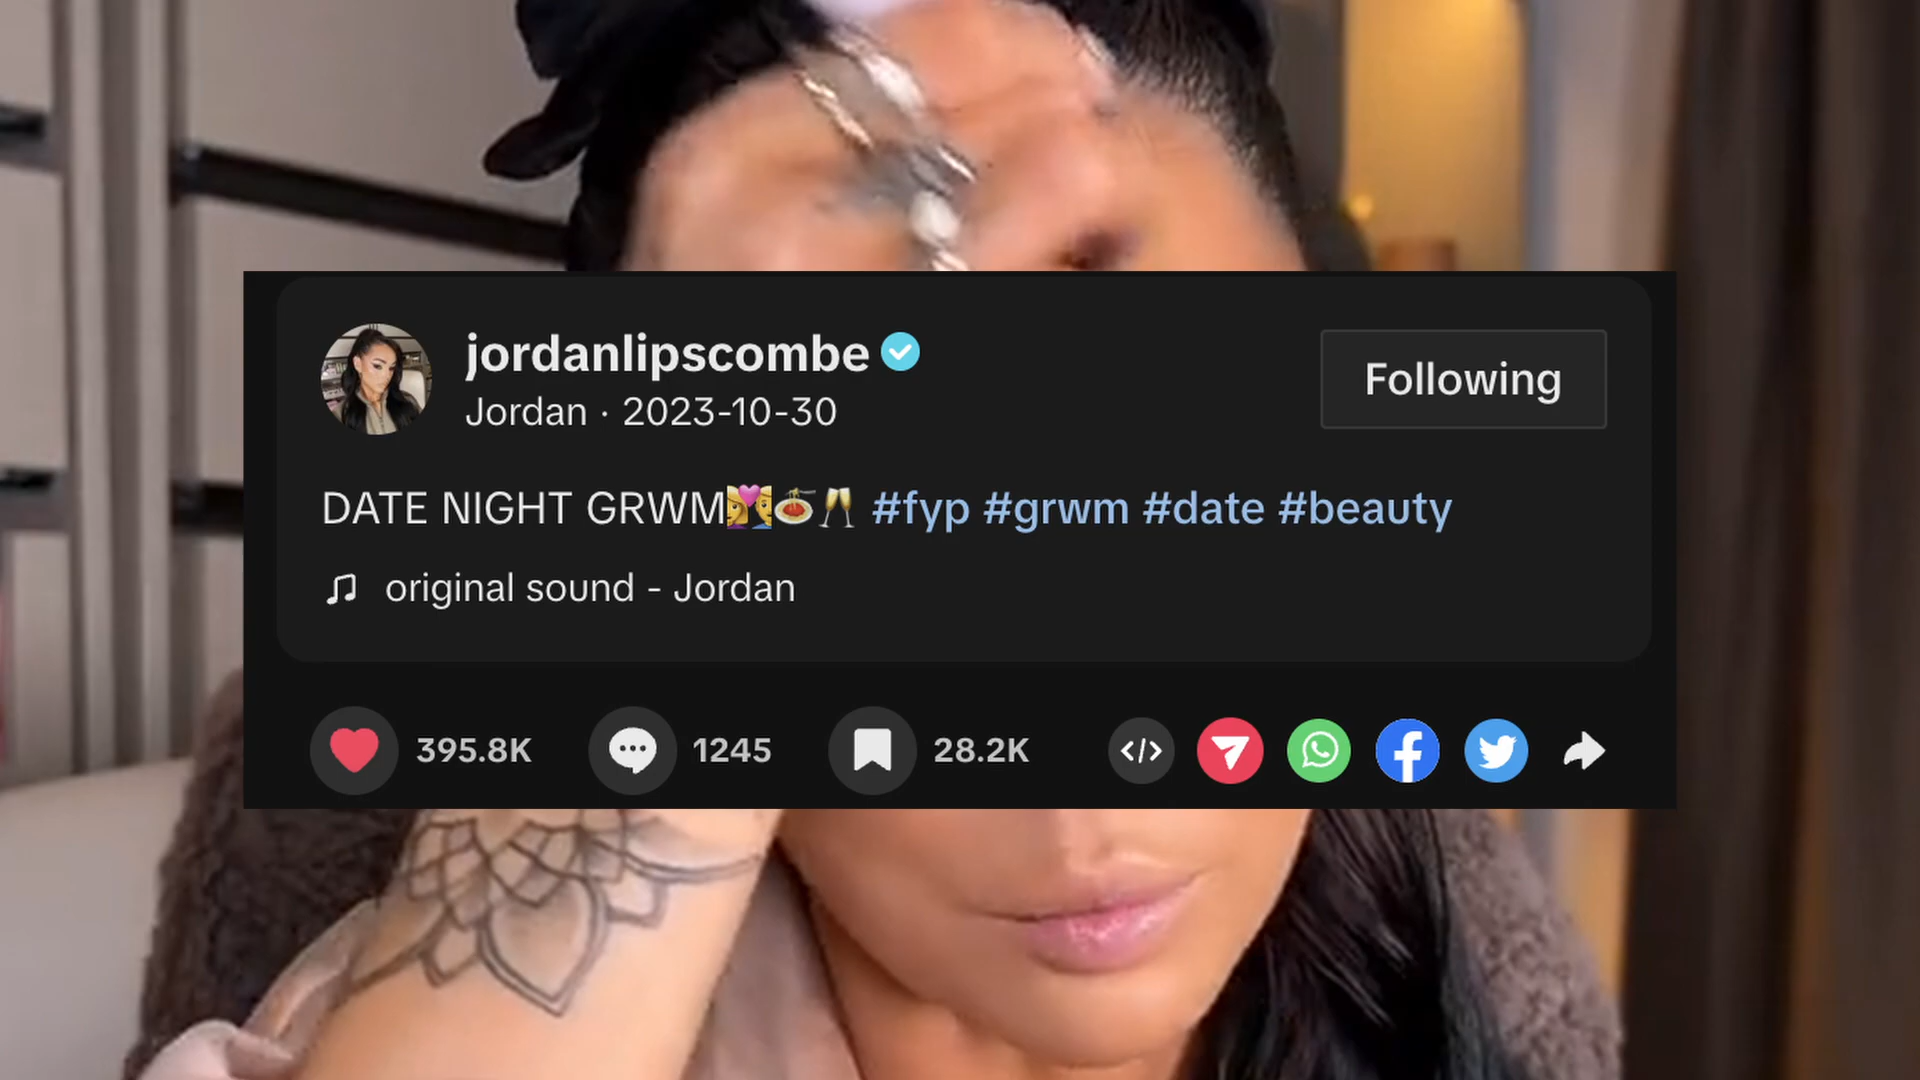 jordanlipscombe
Jordan · 2023-10-30
Following
DATE NIGHT GRWM💑🍝🥂 #fyp #grwm #date #beauty
original sound - Jordan
395.8K 1245 28.2K